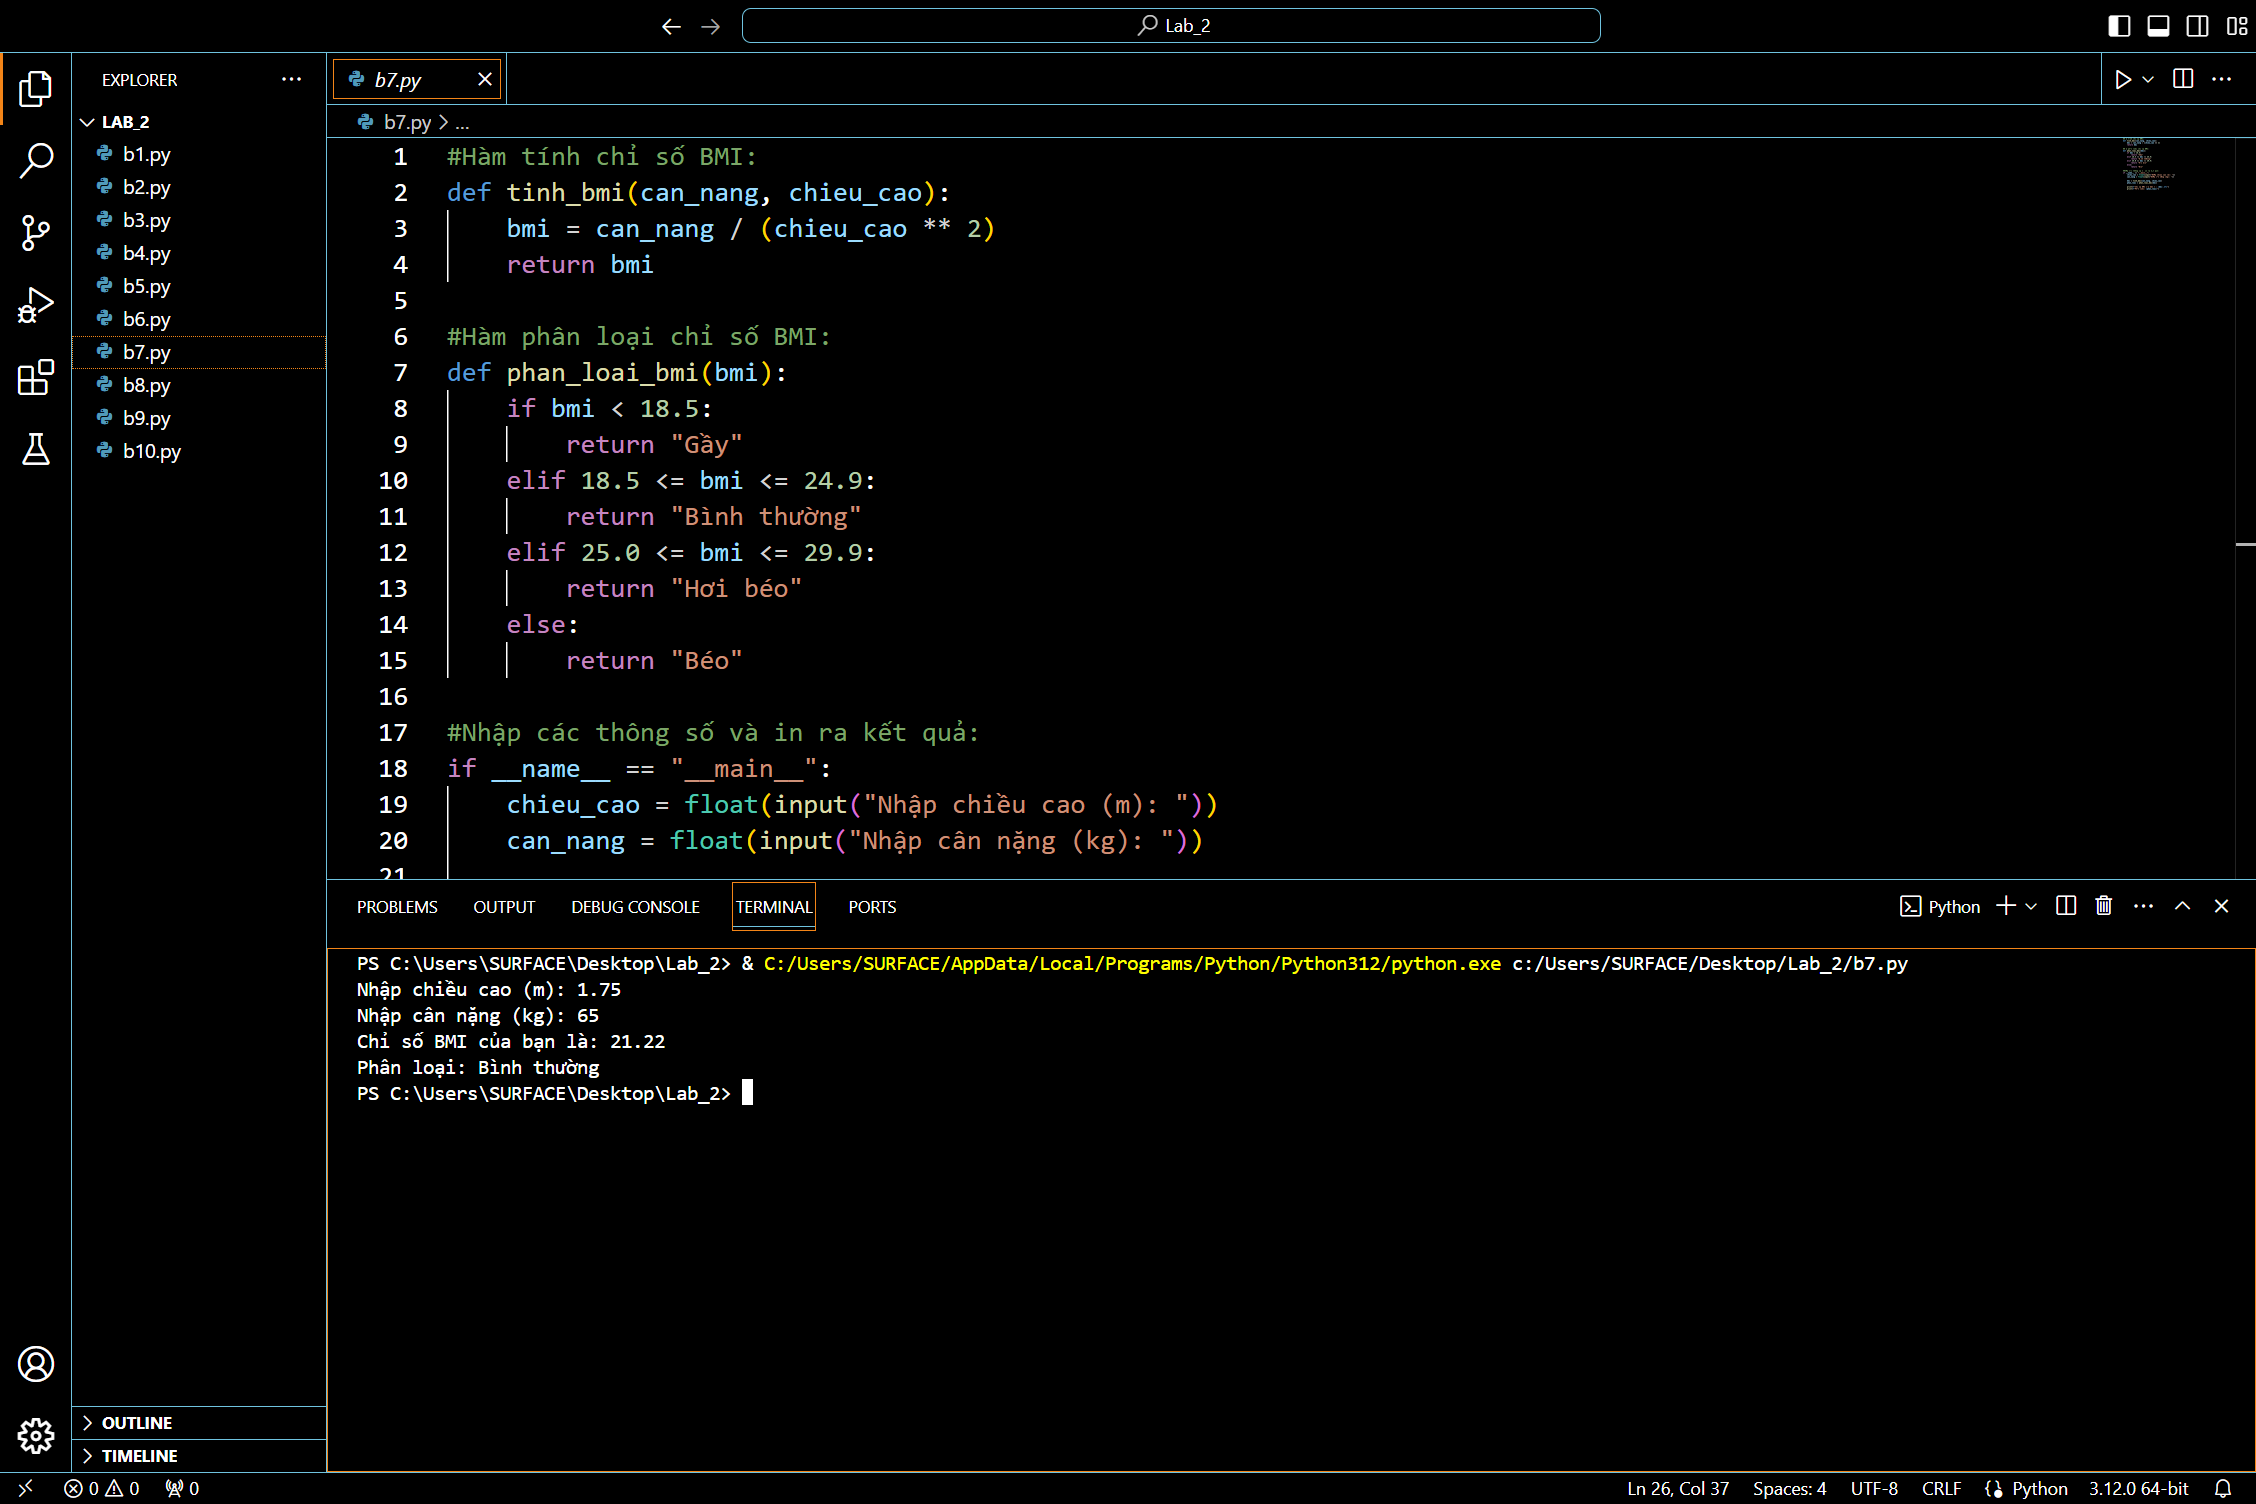 Lab_2
EXPLORER
LAB_2
b1.py
b2.py
b3.py
b4.py
b5.py
b6.py
b7.py
b8.py
b9.py
b10.py
OUTLINE
TIMELINE
b7.py
b7.py > ...
1 #Hàm tính chỉ số BMI:
2 def tinh_bmi(can_nang, chieu_cao):
3 bmi = can_nang / (chieu_cao ** 2)
4 return bmi
5
6 #Hàm phân loại chỉ số BMI:
7 def phan_loai_bmi(bmi):
8 if bmi < 18.5:
9 return "Gầy"
10 elif 18.5 <= bmi <= 24.9:
11 return "Bình thường"
12 elif 25.0 <= bmi <= 29.9:
13 return "Hơi béo"
14 else:
15 return "Béo"
16
17 #Nhập các thông số và in ra kết quả:
18 if __name__ == "__main__":
19 chieu_cao = float(input("Nhập chiều cao (m): "))
20 can_nang = float(input("Nhập cân nặng (kg): "))
21
PROBLEMS OUTPUT DEBUG CONSOLE TERMINAL PORTS Python
PS C:\Users\SURFACE\Desktop\Lab_2> & C:/Users/SURFACE/AppData/Local/Programs/Python/Python312/python.exe c:/Users/SURFACE/Desktop/Lab_2/b7.py
Nhập chiều cao (m): 1.75
Nhập cân nặng (kg): 65
Chỉ số BMI của bạn là: 21.22
Phân loại: Bình thường
PS C:\Users\SURFACE\Desktop\Lab_2>
0 0 0 Ln 26, Col 37 Spaces: 4 UTF-8 CRLF Python 3.12.0 64-bit